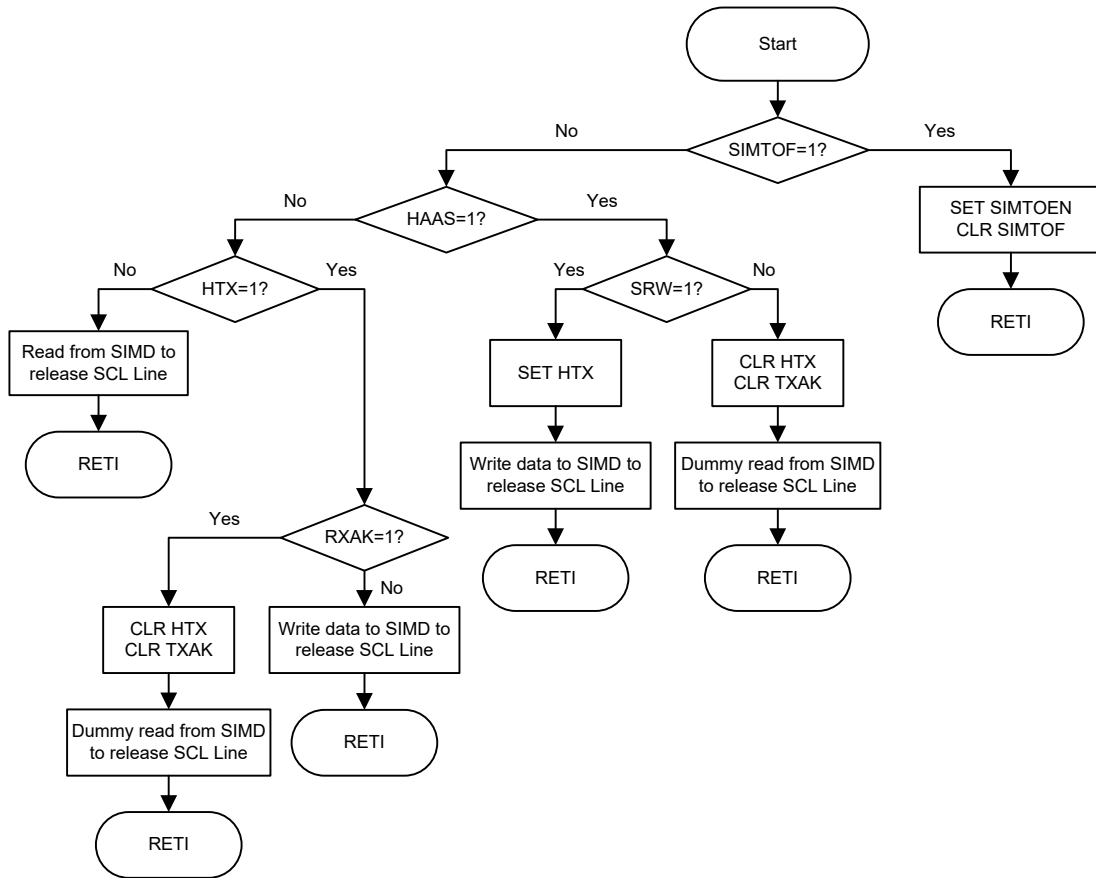 Start
No
Yes
SIMTOF=1?
No
HAAS=1?
Yes
SET SIMTOEN
CLR SIMTOF
No
HTX=1?
Yes
Yes
SRW=1?
No
RETI
Read from SIMD to
release SCL Line
SET HTX
CLR HTX
CLR TXAK
RETI
Write data to SIMD to
release SCL Line
Dummy read from SIMD
to release SCL Line
Yes
RXAK=1?
RETI
RETI
No
CLR HTX
CLR TXAK
Write data to SIMD to
release SCL Line
Dummy read from SIMD
to release SCL Line
RETI
RETI